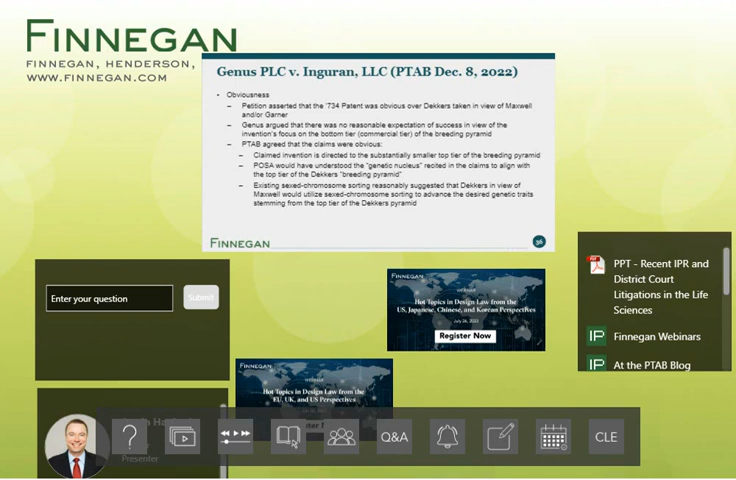 FINNEGAN
FINNEGAN, HENDERSON,
WWW.FINNEGAN.COM
Genus PLC v. Inguran, LLC (PTAB Dec. 8, 2022)
• Obviousness
– Petition asserted that the '734 Patent was obvious over Dekkers taken in view of Maxwell
and/or Garner
– Genus argued that there was no reasonable expectation of success in view of the
invention's focus on the bottom tier (commercial tier) of the breeding pyramid
– PTAB agreed that the claims were obvious:
– Claimed invention is directed to the substantially smaller top tier of the breeding pyramid
– POSA would have understood the "genetic nucleus" recited in the claims to align with
the top tier of the Dekkers "breeding pyramid"
– Existing sexed-chromosome sorting reasonably suggested that Dekkers in view of
Maxwell would utilize sexed-chromosome sorting to advance the desired genetic traits
stemming from the top tier of the Dekkers pyramid
FINNEGAN
36
Enter your question
Submit
FINNEGAN
WEBINAR
Hot Topics in Design Law from the
US, Japanese, Chinese, and Korean Perspectives
Register Now
PPT - Recent IPR and
District Court
Litigations in the Life
Sciences
IP Finnegan Webinars
IP At the PTAB Blog
FINNEGAN
WEBINAR
Hot Topics in Design Law from the
EU, UK, and US Perspectives
Presenter
?
Q&A
CLE